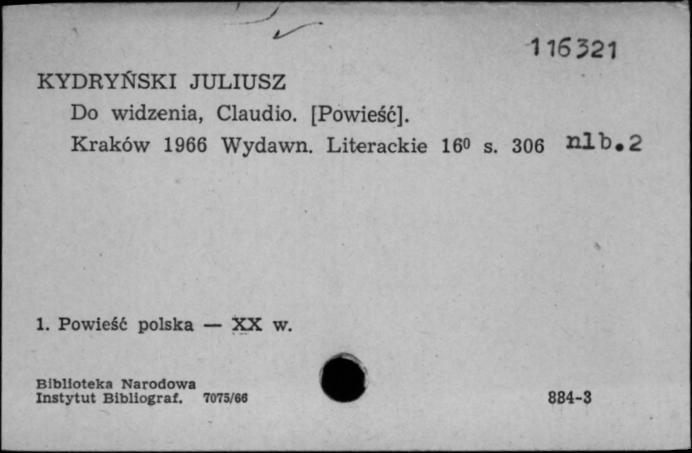 116321
KYDRYŃSKI JULIUSZ
Do widzenia, Claudio. [Powieść].
Kraków 1966 Wydawn. Literackie 16⁰ s. 306 nlb.2
1. Powieść polska — XX w.
Biblioteka Narodowa
Instytut Bibliograf. 7075/66
884-3